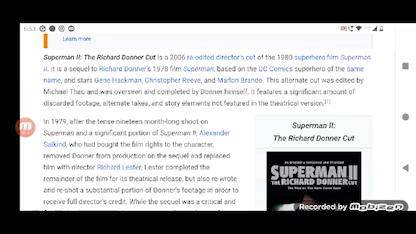 6:53
Learn more
Superman II: The Richard Donner Cut is a 2006 re-edited director's cut of the 1980 superhero film Superman
II. It is a sequel to Richard Donner's 1978 film Superman, based on the DC Comics superhero of the same
name, and stars Gene Hackman, Christopher Reeve, and Marlon Brando. This alternate cut was edited by
Michael Thau and was overseen and completed by Donner himself. It features a significant amount of
discarded footage, alternate takes, and story elements not featured in the theatrical version.[1]
In 1979, after the tense nineteen month-long shoot on
Superman and a significant portion of Superman II, Alexander
Salkind, who had bought the film rights to the character,
removed Donner from production on the sequel and replaced
him with director Richard Lester. Lester completed the
remainder of the film for its theatrical release, but also re-wrote
and re-shot a substantial portion of Donner's footage in order to
receive full director's credit. While the sequel was a critical and
Superman II:
The Richard Donner Cut
SUPERMAN II
THE RICHARD DONNER CUT
Recorded by
Mobizen